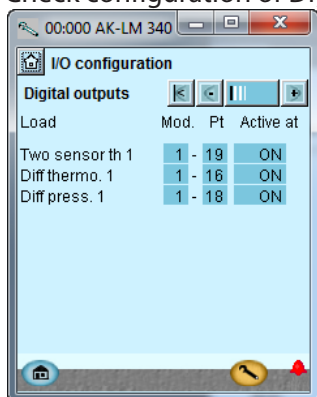 00:000 AK-LM 340
I/O configuration
Digital outputs
Load Mod. Pt Active at
Two sensor th 1 1 - 19 ON
Diff thermo. 1 1 - 16 ON
Diff press. 1 1 - 18 ON